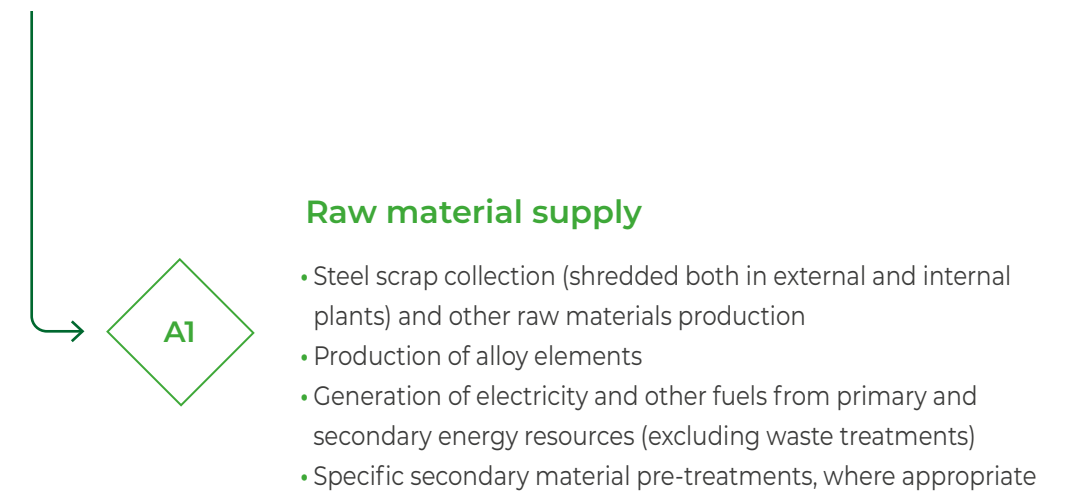 Raw material supply
• Steel scrap collection (shredded both in external and internal
plants) and other raw materials production
A1
• Production of alloy elements
• Generation of electricity and other fuels from primary and
secondary energy resources (excluding waste treatments)
• Specific secondary material pre-treatments, where appropriate